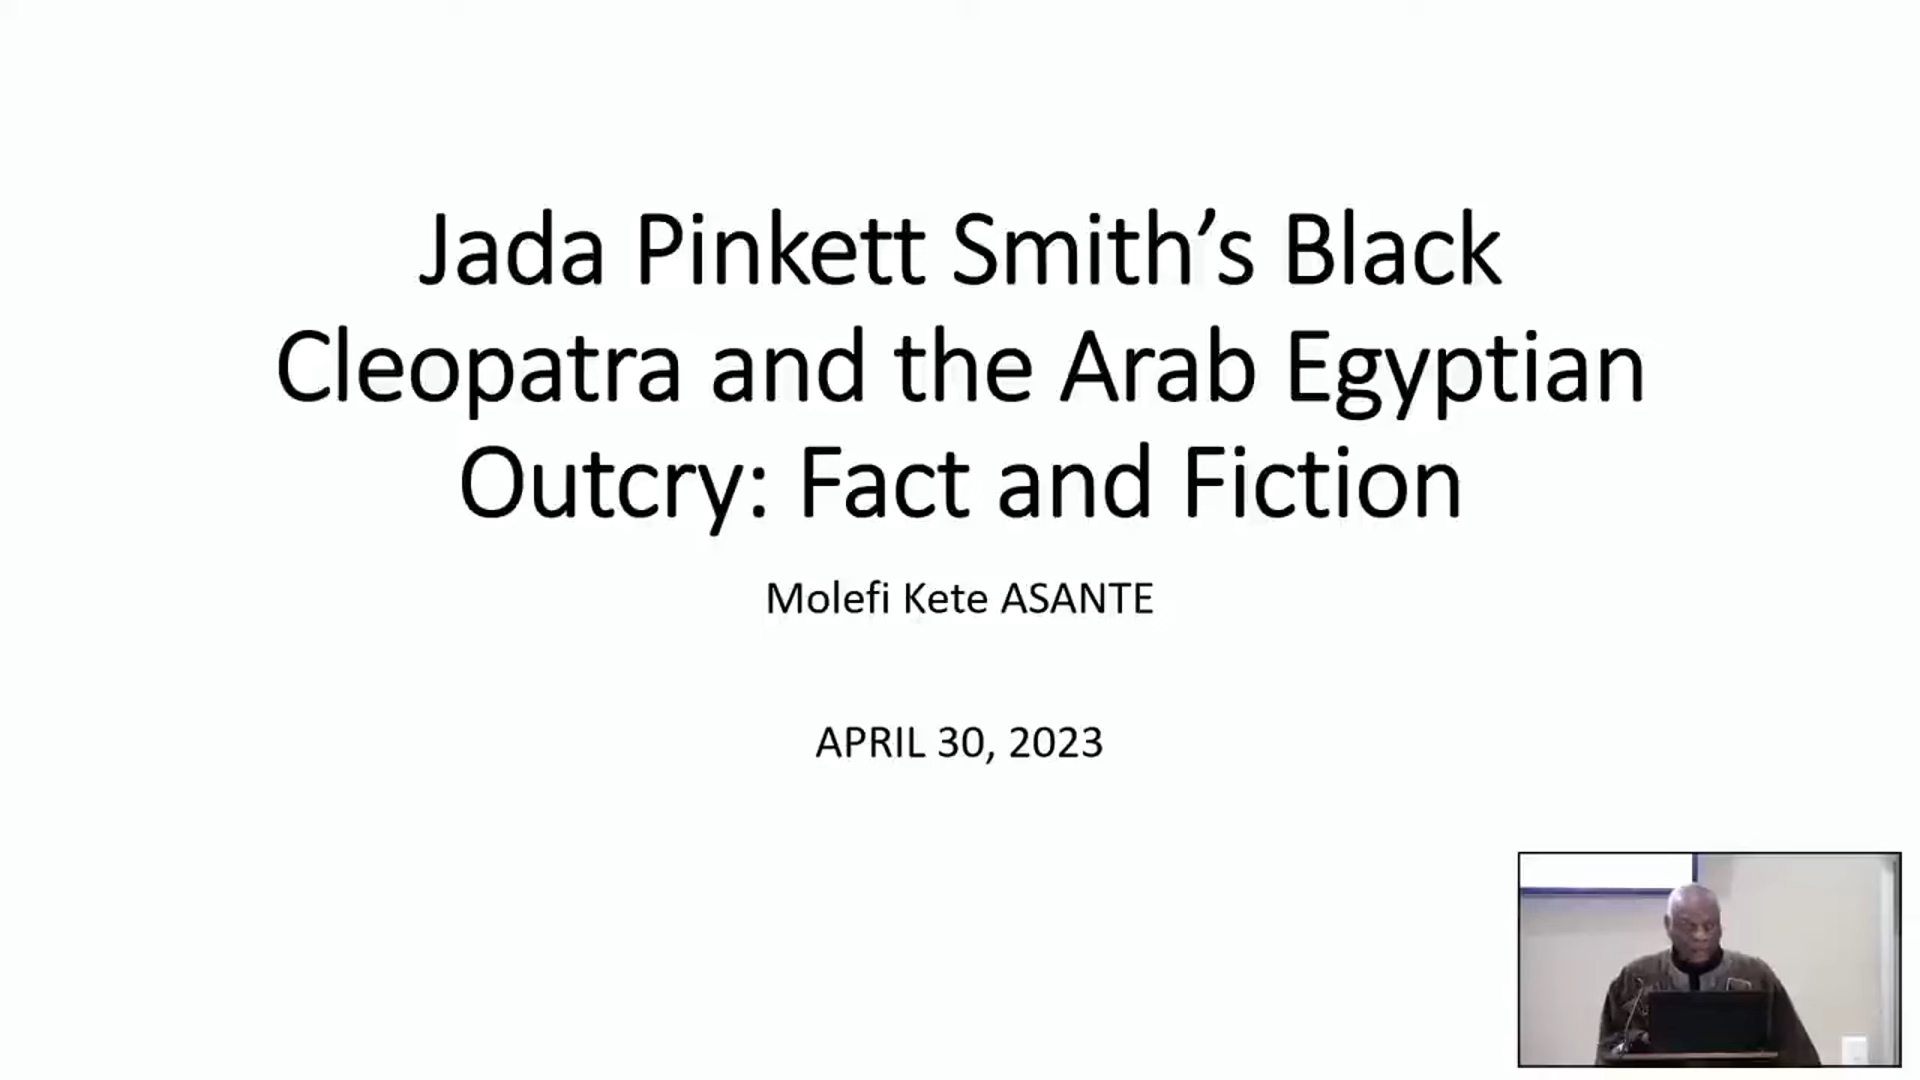 Jada Pinkett Smith’s Black
Cleopatra and the Arab Egyptian
Outcry: Fact and Fiction
Molefi Kete ASANTE
APRIL 30, 2023